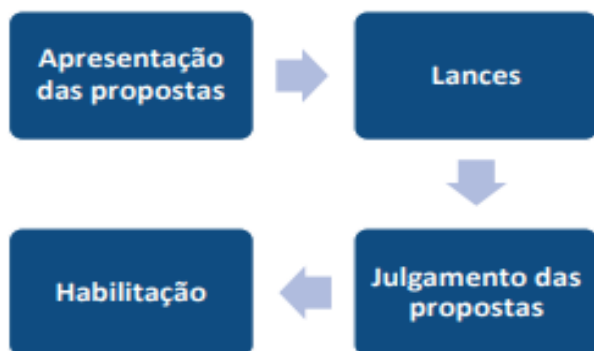 Apresentação
das propostas
Lances
Julgamento das
propostas
Habilitação